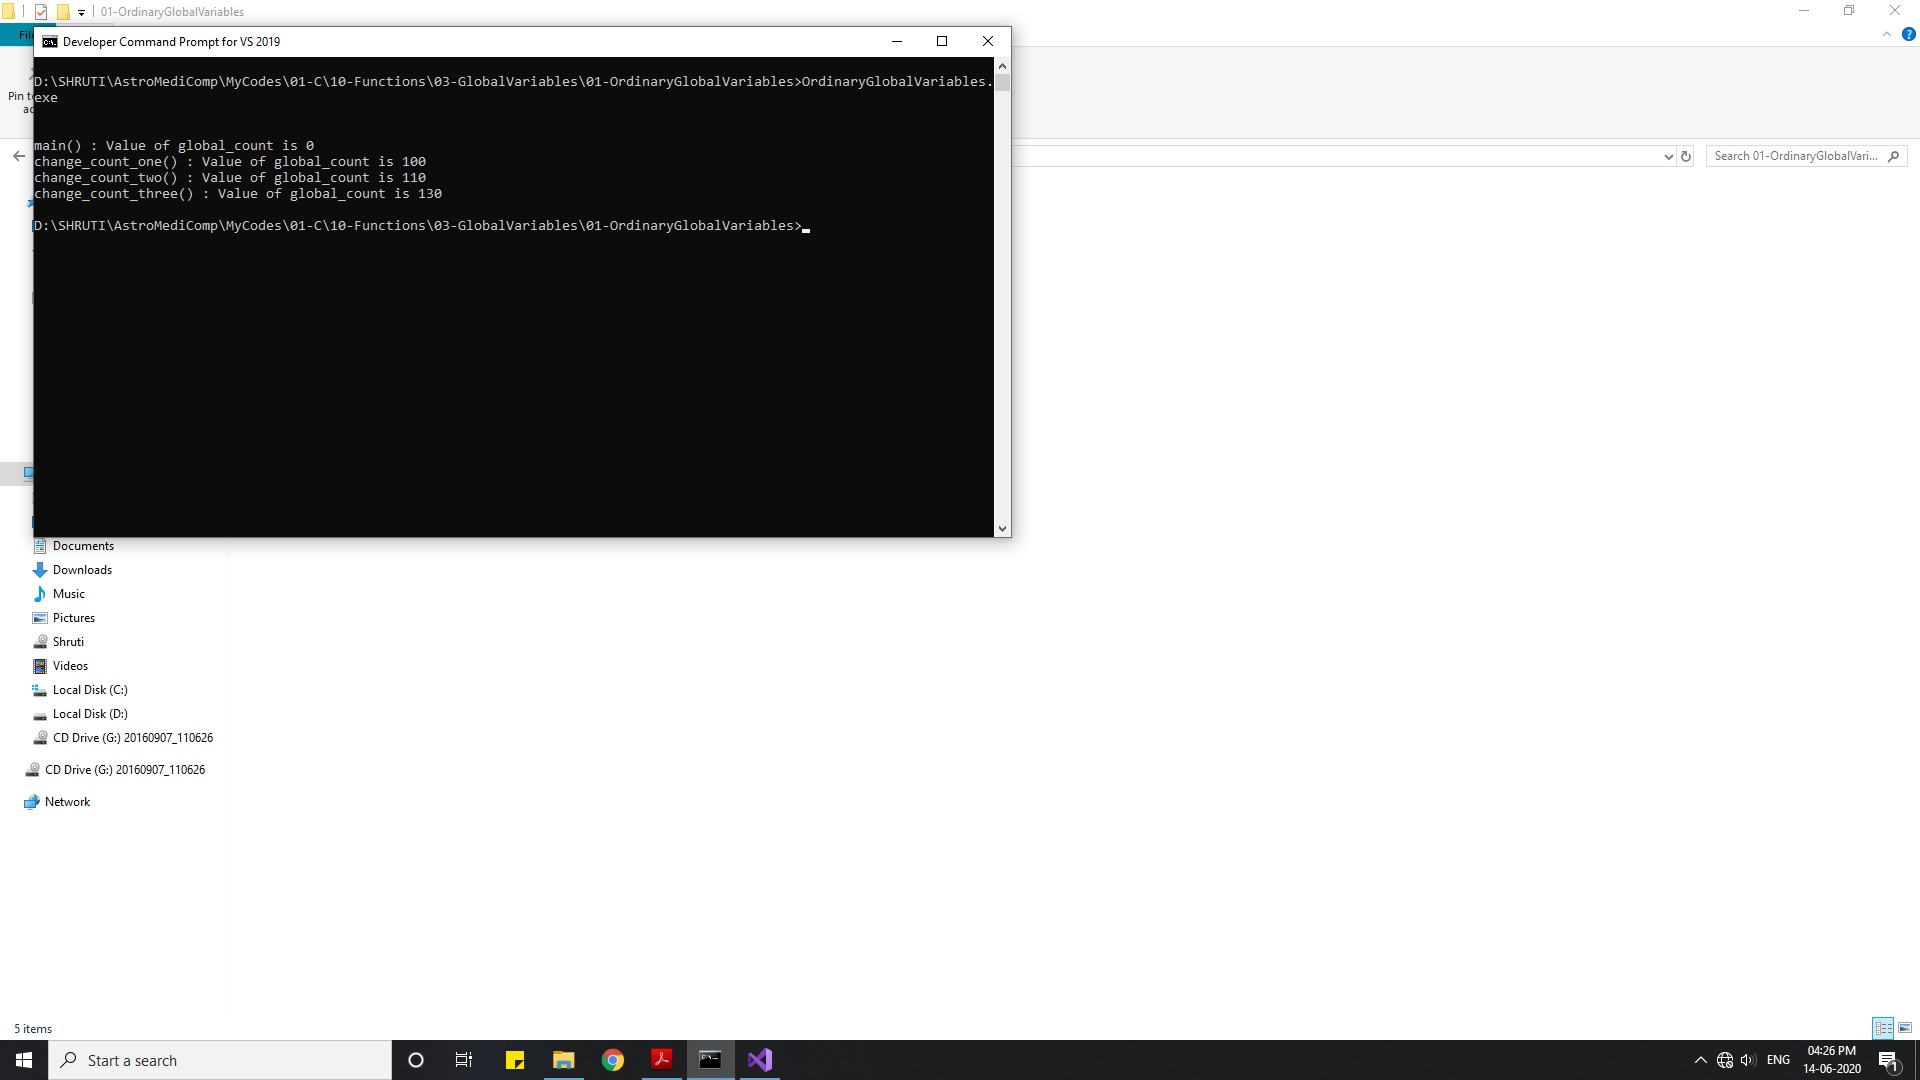 01-OrdinaryGlobalVariables
Developer Command Prompt for VS 2019
D:\SHRUTI\AstroMediComp\MyCodes\01-C\10-Functions\03-GlobalVariables\01-OrdinaryGlobalVariables>OrdinaryGlobalVariables.
exe
main() : Value of global_count is 0
change_count_one() : Value of global_count is 100
change_count_two() : Value of global_count is 110
change_count_three() : Value of global_count is 130
D:\SHRUTI\AstroMediComp\MyCodes\01-C\10-Functions\03-GlobalVariables\01-OrdinaryGlobalVariables>
Pin
Search 01-OrdinaryGlobalVari...
Documents
Downloads
Music
Pictures
Shruti
Videos
Local Disk (C:)
Local Disk (D:)
CD Drive (G:) 20160907_110626
CD Drive (G:) 20160907_110626
Network
5 items
Start a search
ENG
04:26 PM
14-06-2020
1